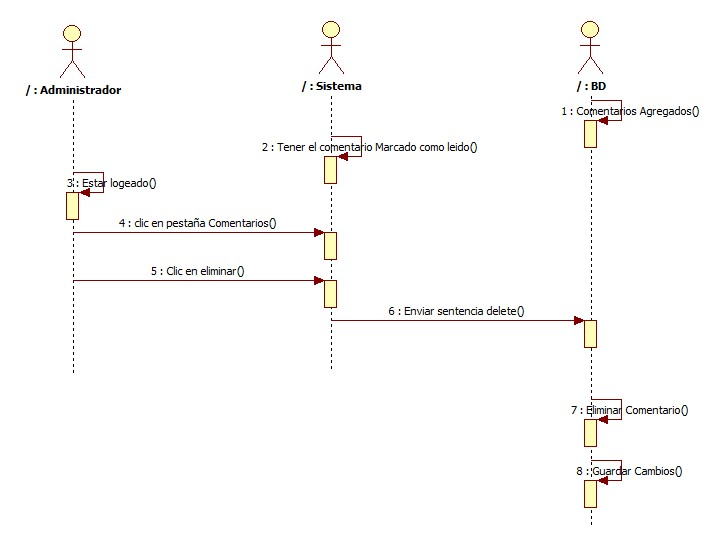 / : Administrador
/ : Sistema
/ : BD
1 : Comentarios Agregados()
2 : Tener el comentario Marcado como leido()
3 : Estar logeado()
4 : clic en pestaña Comentarios()
5 : Clic en eliminar()
6 : Enviar sentencia delete()
7 : Eliminar Comentario()
8 : Guardar Cambios()